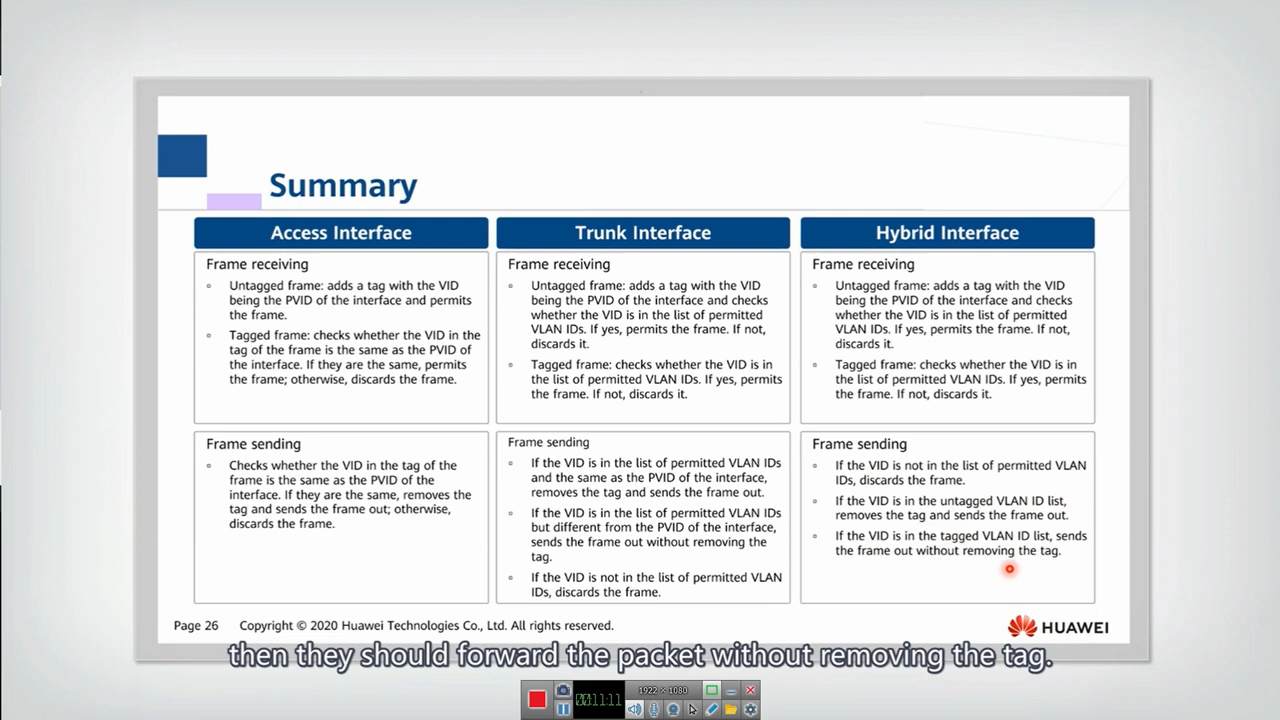 Summary
Access Interface
Frame receiving
▫ Untagged frame: adds a tag with the VID
being the PVID of the interface and permits
the frame.
▫ Tagged frame: checks whether the VID in the
tag of the frame is the same as the PVID of
the interface. If they are the same, permits
the frame; otherwise, discards the frame.
Frame sending
▫ Checks whether the VID in the tag of the
frame is the same as the PVID of the
interface. If they are the same, removes the
tag and sends the frame out; otherwise,
discards the frame.
Trunk Interface
Frame receiving
▫ Untagged frame: adds a tag with the VID
being the PVID of the interface and checks
whether the VID is in the list of permitted
VLAN IDs. If yes, permits the frame. If not,
discards it.
▫ Tagged frame: checks whether the VID is in
the list of permitted VLAN IDs. If yes, permits
the frame. If not, discards it.
Frame sending
▫ If the VID is in the list of permitted VLAN IDs
and the same as the PVID of the interface,
removes the tag and sends the frame out.
▫ If the VID is in the list of permitted VLAN IDs
but different from the PVID of the interface,
sends the frame out without removing the
tag.
▫ If the VID is not in the list of permitted VLAN
IDs, discards the frame.
Hybrid Interface
Frame receiving
▫ Untagged frame: adds a tag with the VID
being the PVID of the interface and checks
whether the VID is in the list of permitted
VLAN IDs. If yes, permits the frame. If not,
discards it.
▫ Tagged frame: checks whether the VID is in
the list of permitted VLAN IDs. If yes, permits
the frame. If not, discards it.
Frame sending
▫ If the VID is not in the list of permitted VLAN
IDs, discards the frame.
▫ If the VID is in the untagged VLAN ID list,
removes the tag and sends the frame out.
▫ If the VID is in the tagged VLAN ID list, sends
the frame out without removing the tag.
Page 26 Copyright © 2020 Huawei Technologies Co., Ltd. All rights reserved.
HUAWEI
then they should forward the packet without removing the tag.
1922 × 1080